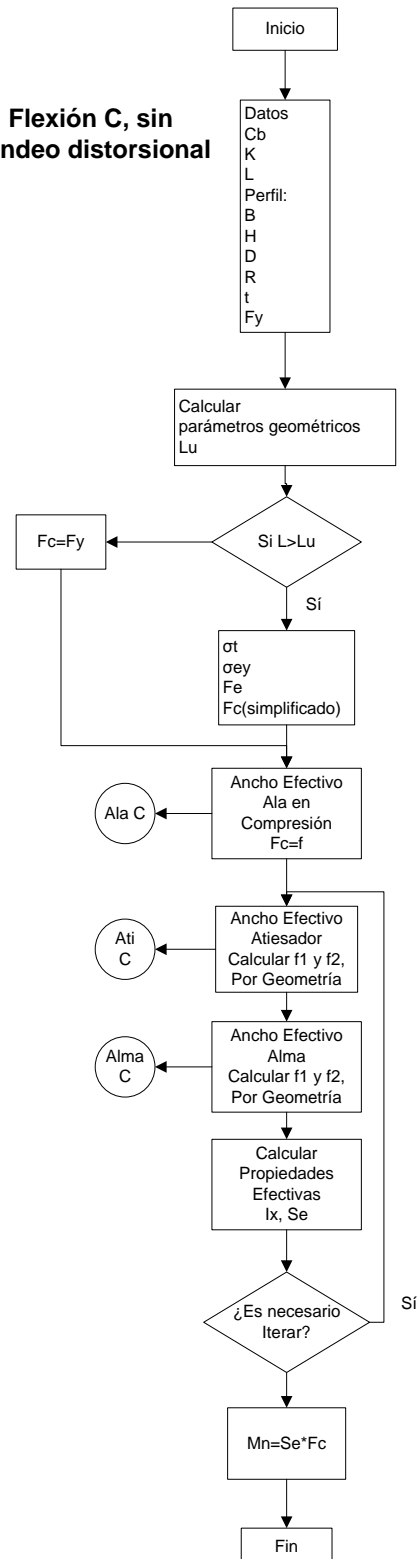 Inicio
Flexión C, sin
ndeo distorsional
Datos
Cb
K
L
Perfil:
B
H
D
R
t
Fy
Calcular
parámetros geométricos
Lu
Fc=Fy
Si L>Lu
Sí
σt
σey
Fe
Fc(simplificado)
Ancho Efectivo
Ala en
Compresión
Fc=f
Ala C
Ancho Efectivo
Atiesador
Calcular f1 y f2,
Por Geometría
Ati
C
Ancho Efectivo
Alma
Calcular f1 y f2,
Por Geometría
Alma
C
Calcular
Propiedades
Efectivas
Ix, Se
¿Es necesario
Iterar?
Sí
Mn=Se*Fc
Fin